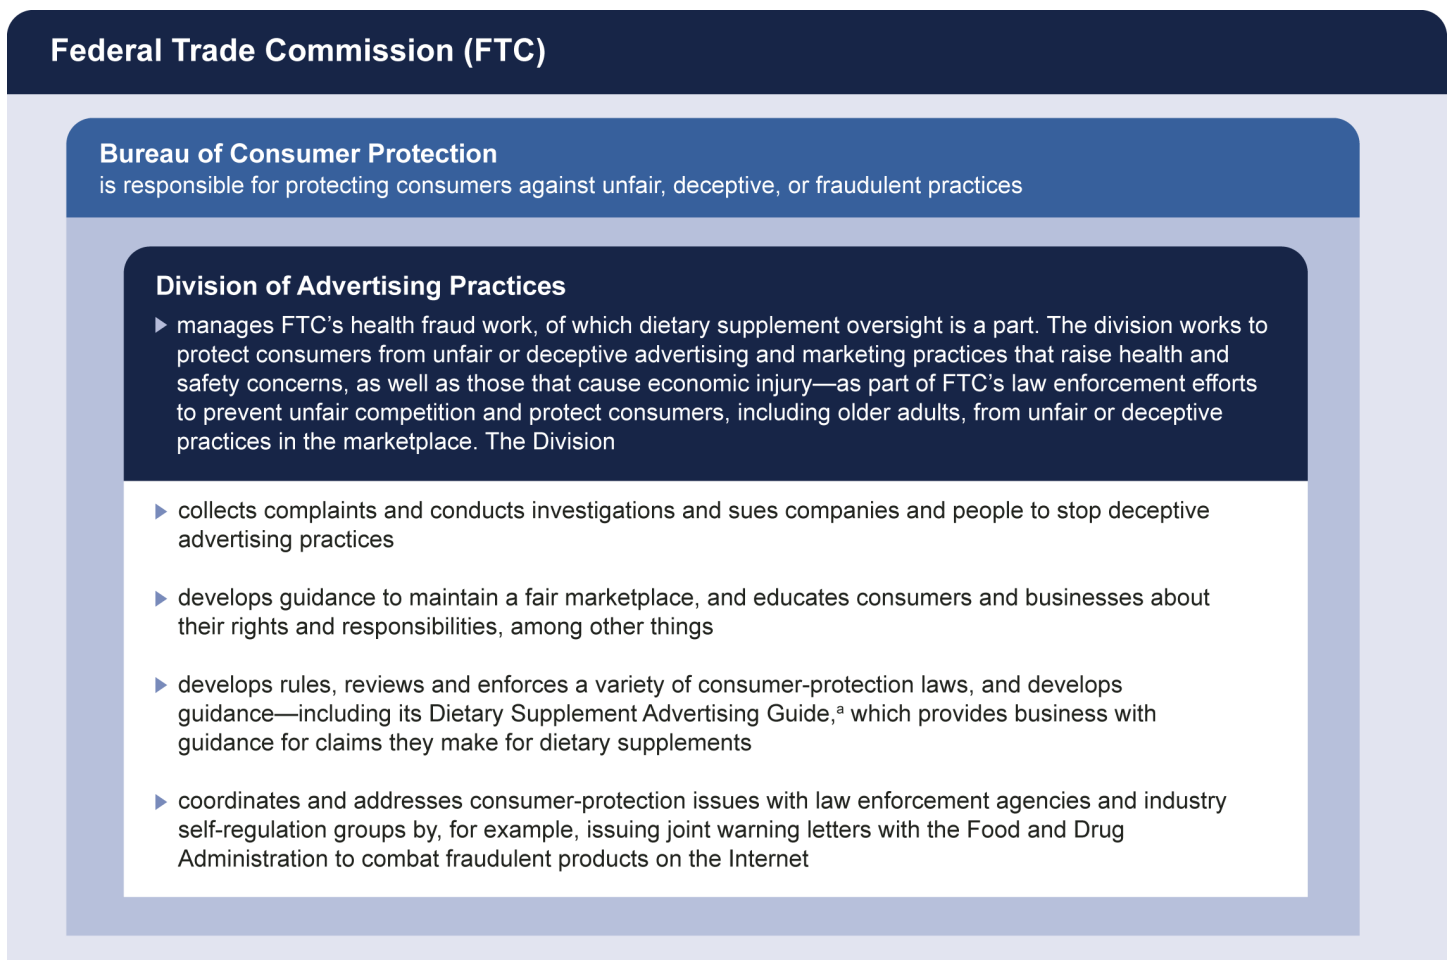 Federal Trade Commission (FTC)
Bureau of Consumer Protection
is responsible for protecting consumers against unfair, deceptive, or fraudulent practices
Division of Advertising Practices
manages FTC’s health fraud work, of which dietary supplement oversight is a part. The division works to
protect consumers from unfair or deceptive advertising and marketing practices that raise health and
safety concerns, as well as those that cause economic injury—as part of FTC’s law enforcement efforts
to prevent unfair competition and protect consumers, including older adults, from unfair or deceptive
practices in the marketplace. The Division
collects complaints and conducts investigations and sues companies and people to stop deceptive
advertising practices
develops guidance to maintain a fair marketplace, and educates consumers and businesses about
their rights and responsibilities, among other things
develops rules, reviews and enforces a variety of consumer-protection laws, and develops
guidance—including its Dietary Supplement Advertising Guide,ᵃ which provides business with
guidance for claims they make for dietary supplements
coordinates and addresses consumer-protection issues with law enforcement agencies and industry
self-regulation groups by, for example, issuing joint warning letters with the Food and Drug
Administration to combat fraudulent products on the Internet